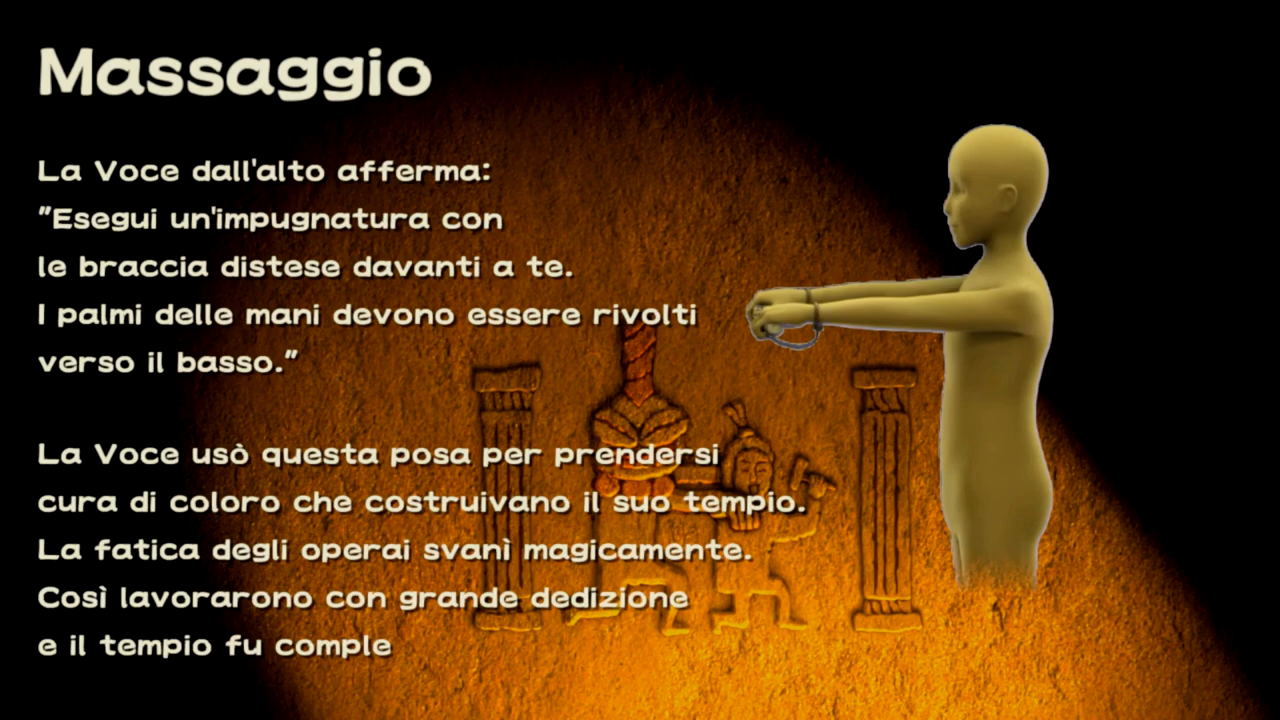 Massaggio
La Voce dall'alto afferma:
"Esegui un'impugnatura con
le braccia distese davanti a te.
I palmi delle mani devono essere rivolti
verso il basso."
La Voce usò questa posa per prendersi
cura di coloro che costruivano il suo tempio.
La fatica degli operai svanì magicamente.
Così lavorarono con grande dedizione
e il tempio fu comple